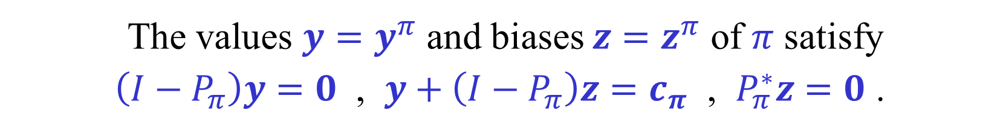 The values 𝒚 = 𝒚^𝜋 and biases 𝒛 = 𝒛^𝜋 of 𝜋 satisfy
(𝐼 − 𝑃_𝜋)𝒚 = 𝟎 , 𝒚 + (𝐼 − 𝑃_𝜋)𝒛 = 𝒄_𝝅 , 𝑃_𝜋^*𝒛 = 𝟎 .